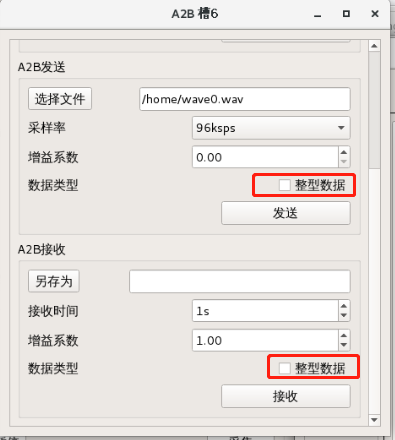 A2B 槽6
A2B发送
选择文件 /home/wave0.wav
采样率 96ksps
增益系数 0.00
数据类型 整型数据
发送
A2B接收
另存为
接收时间 1s
增益系数 1.00
数据类型 整型数据
接收